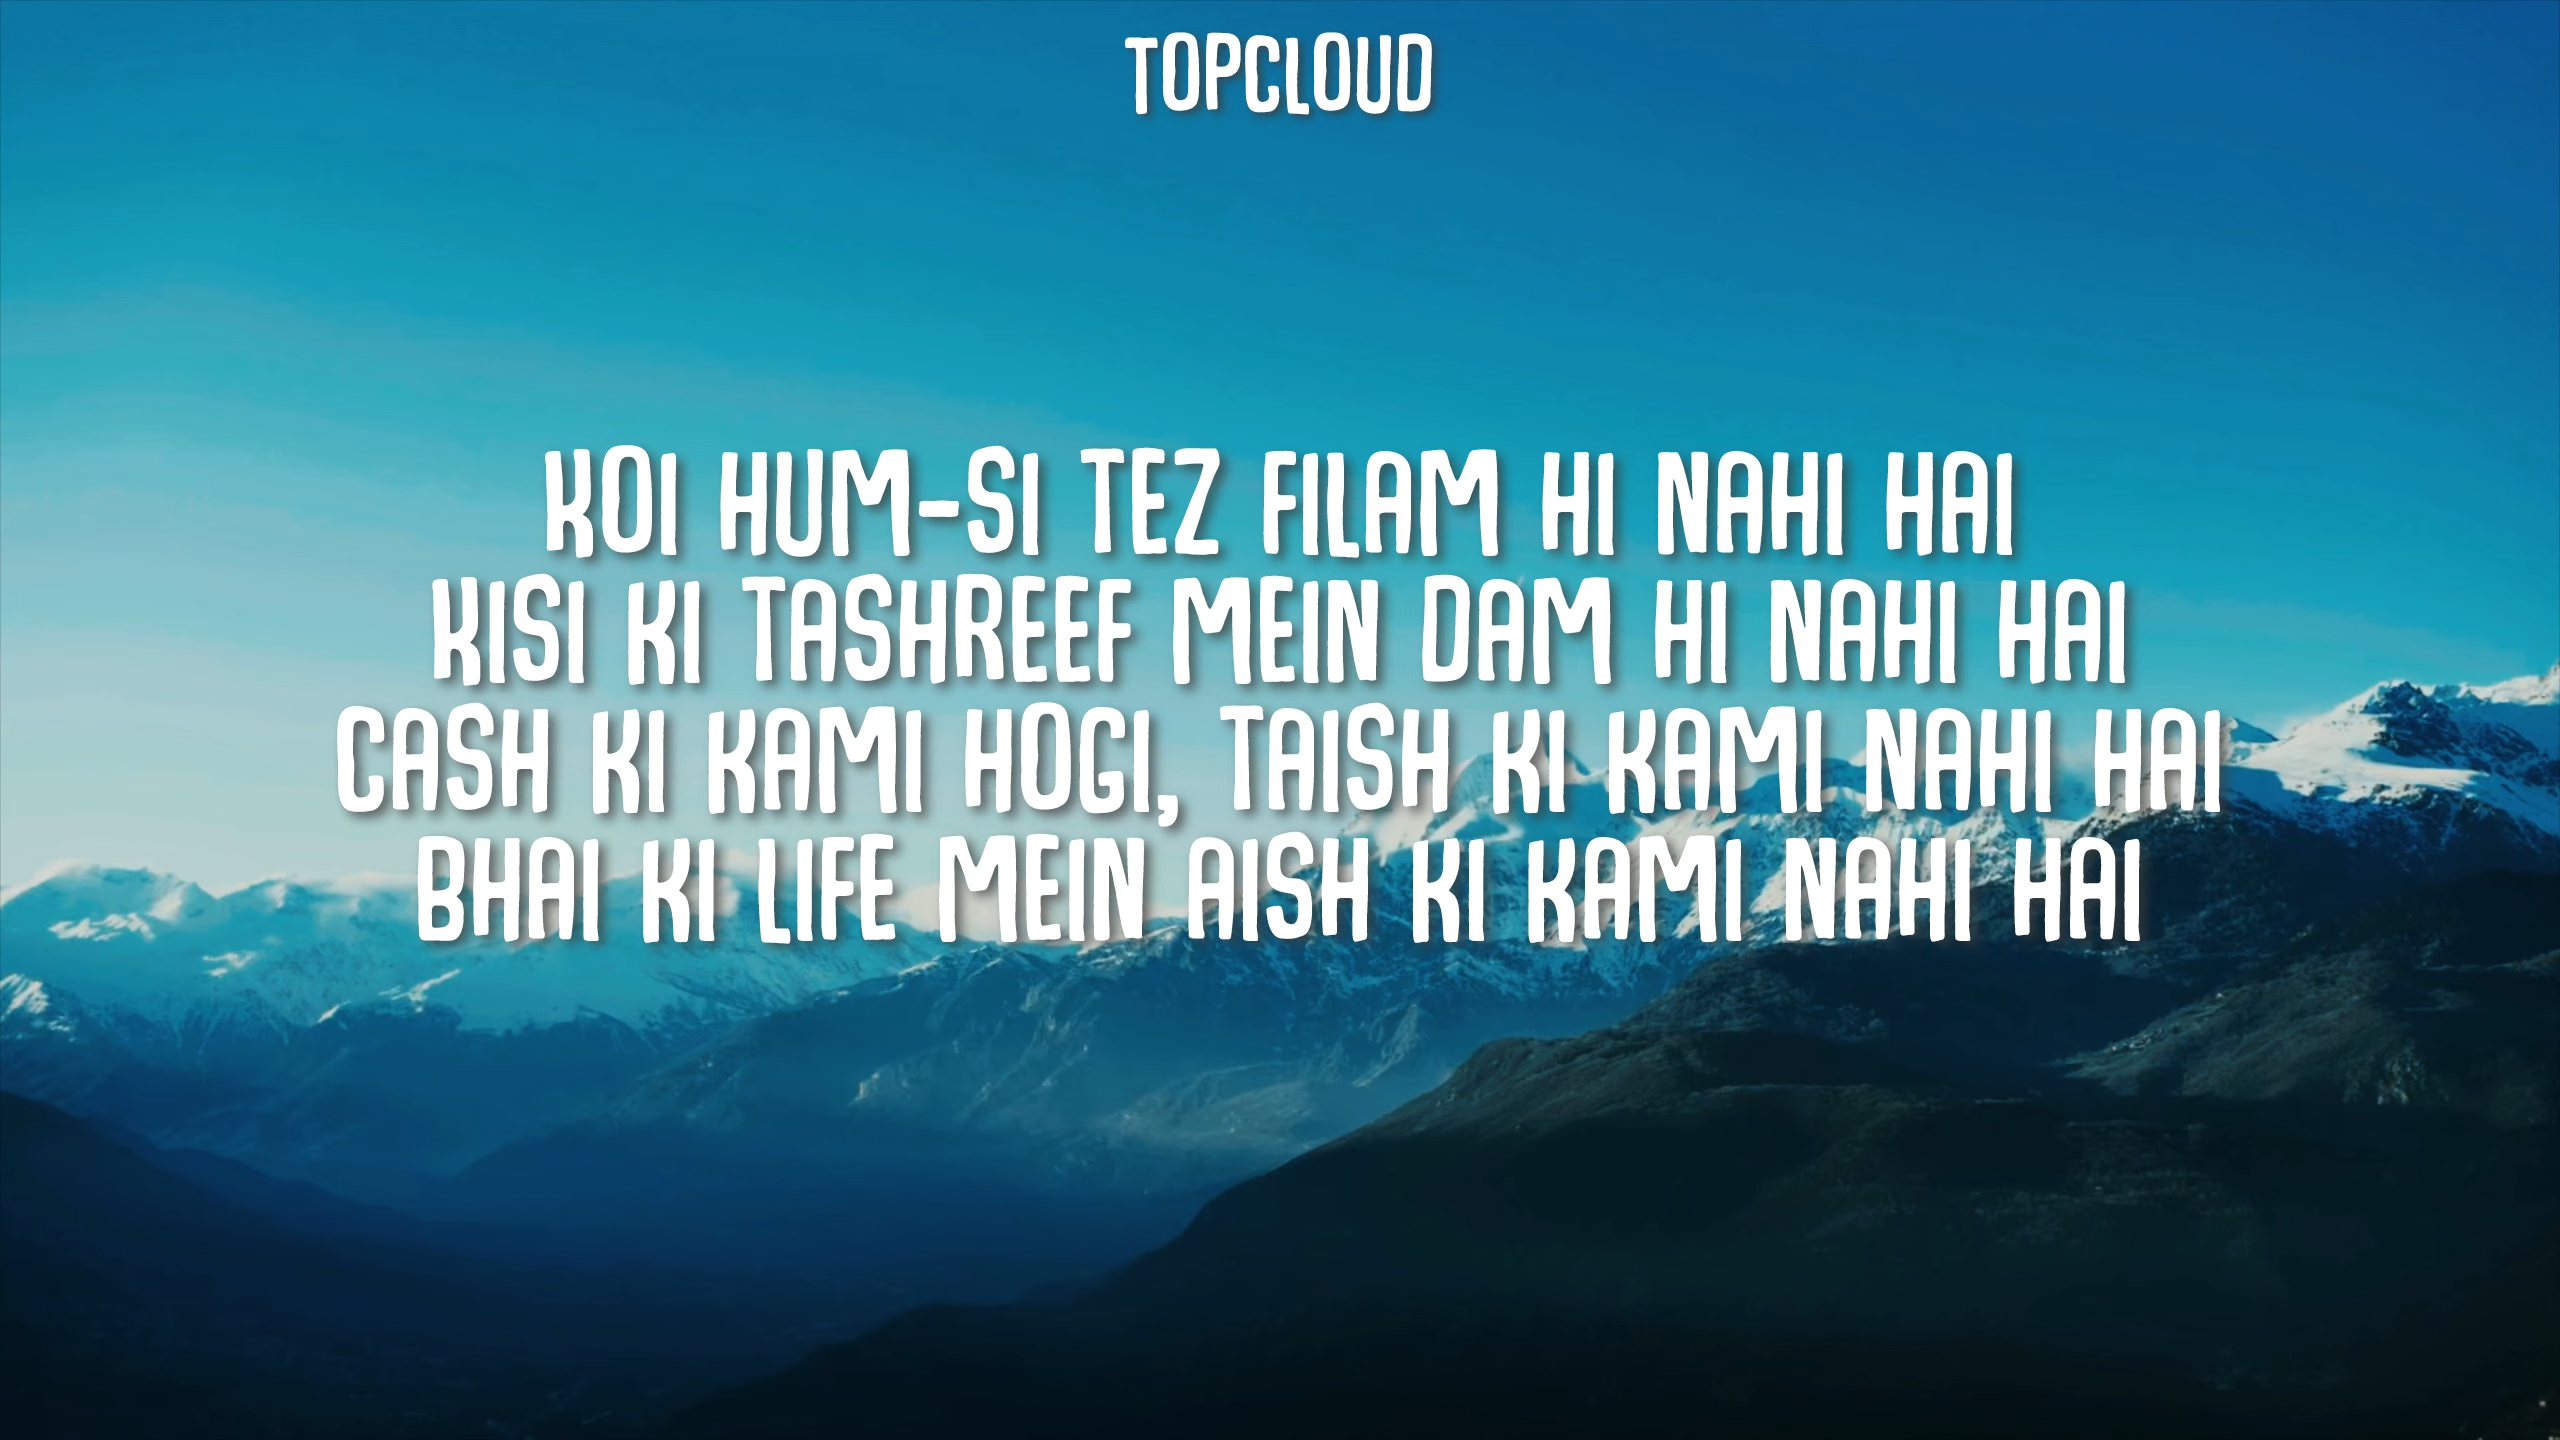 TOPCLOUD
KOI HUM-SI TEZ FILAM HI NAHI HAI
KISI KI TASHREEF MEIN DAM HI NAHI HAI
CASH KI KAMI HOGI, TAISH KI KAMI NAHI HAI
BHAI KI LIFE MEIN AISH KI KAMI NAHI HAI